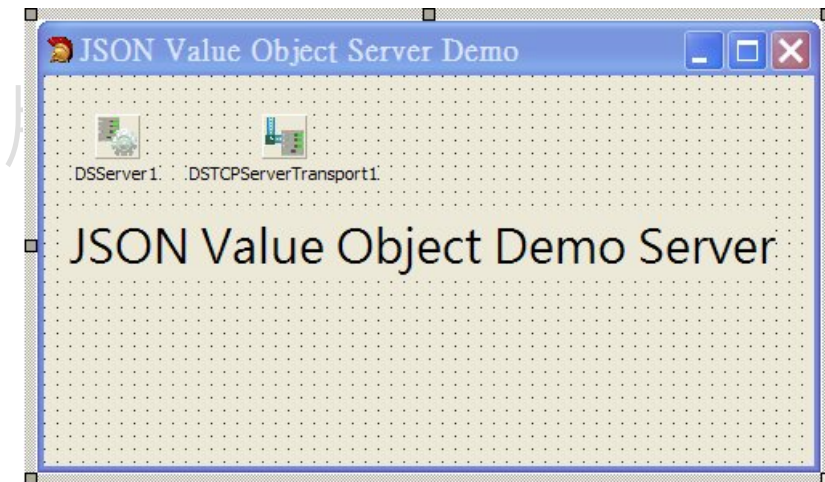 JSON Value Object Server Demo
DSServer1
DSTCPServerTransport1
JSON Value Object Demo Server